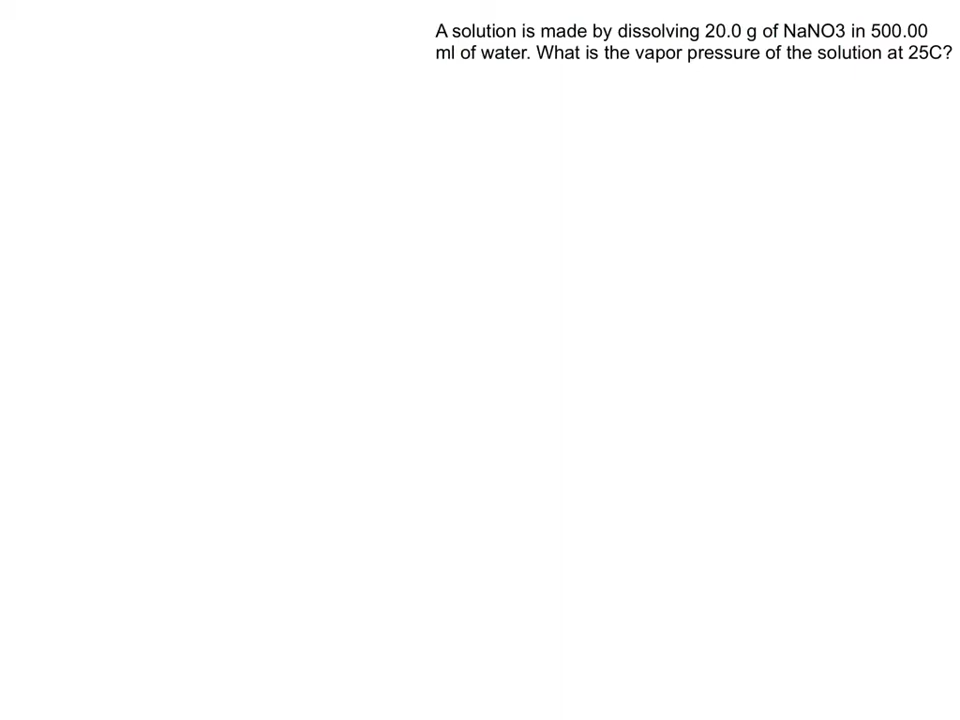 A solution is made by dissolving 20.0 g of NaNO3 in 500.00
ml of water. What is the vapor pressure of the solution at 25C?